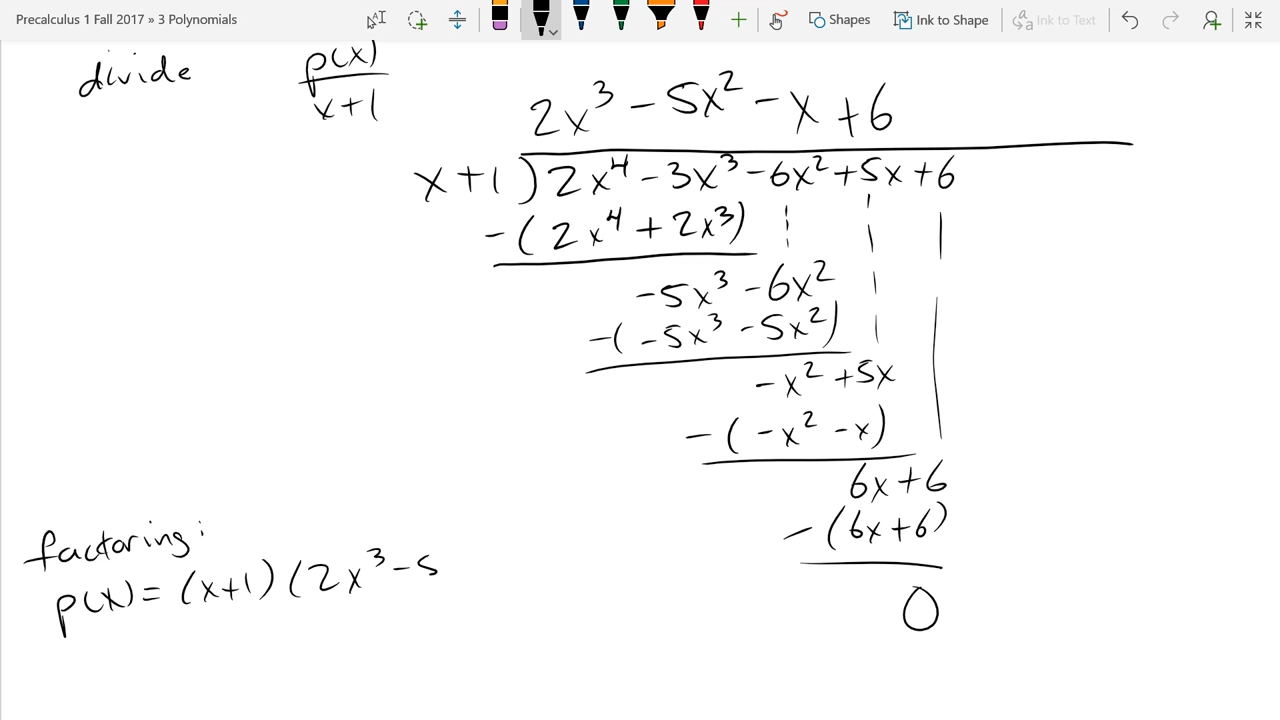 Precalculus 1 Fall 2017 » 3 Polynomials
Shapes Ink to Shape Ink to Text
divide p(x)
x+1
2x³ - 5x² - x + 6
x+1 ) 2x⁴ - 3x³ - 6x² + 5x + 6
-( 2x⁴ + 2x³)
-5x³ - 6x²
-( -5x³ - 5x²)
-x² + 5x
- ( -x² - x)
6x+6
- (6x+6)
0
factoring:
p(x) = (x+1) (2x³ - 5